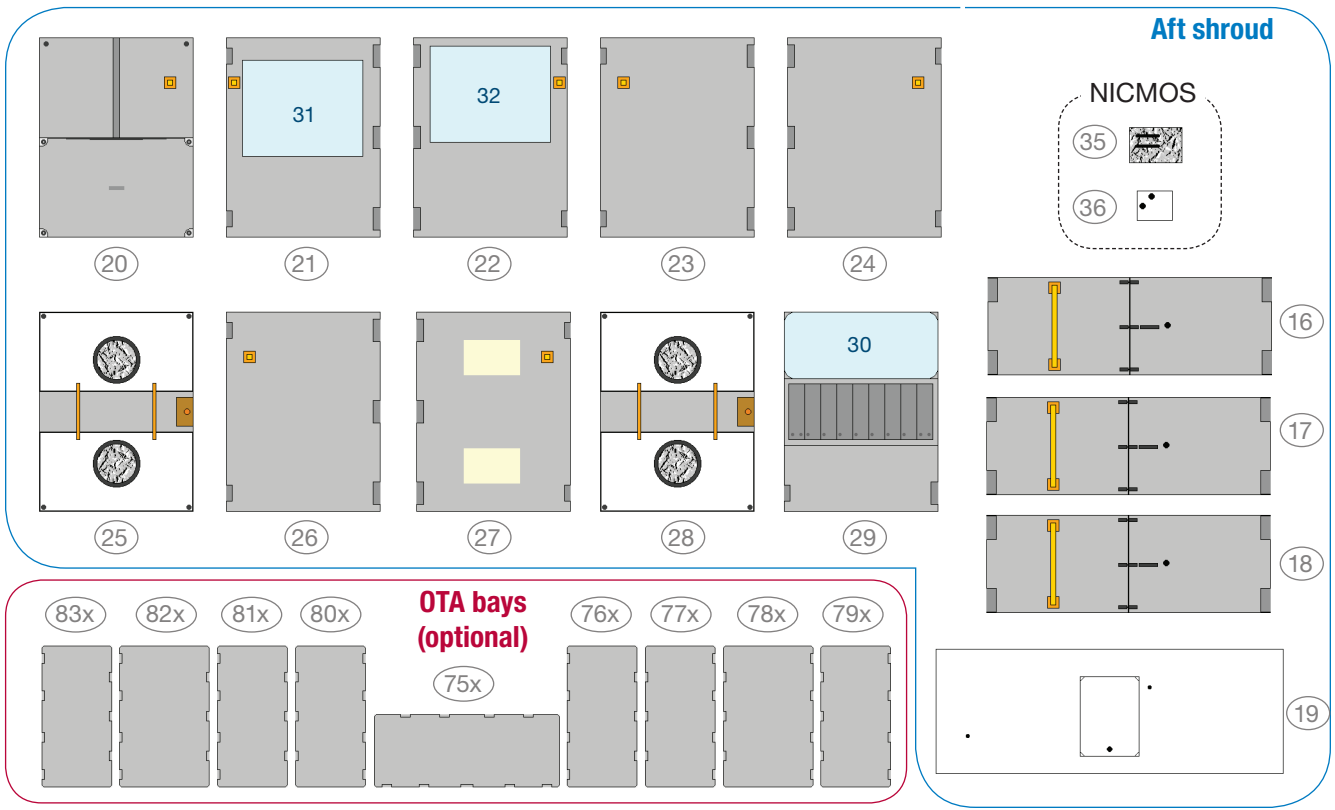 Aft shroud
31
32
20
21
22
23
24
NICMOS
35
36
30
25
26
27
28
29
16
17
18
19
OTA bays
(optional)
83x
82x
81x
80x
75x
76x
77x
78x
79x